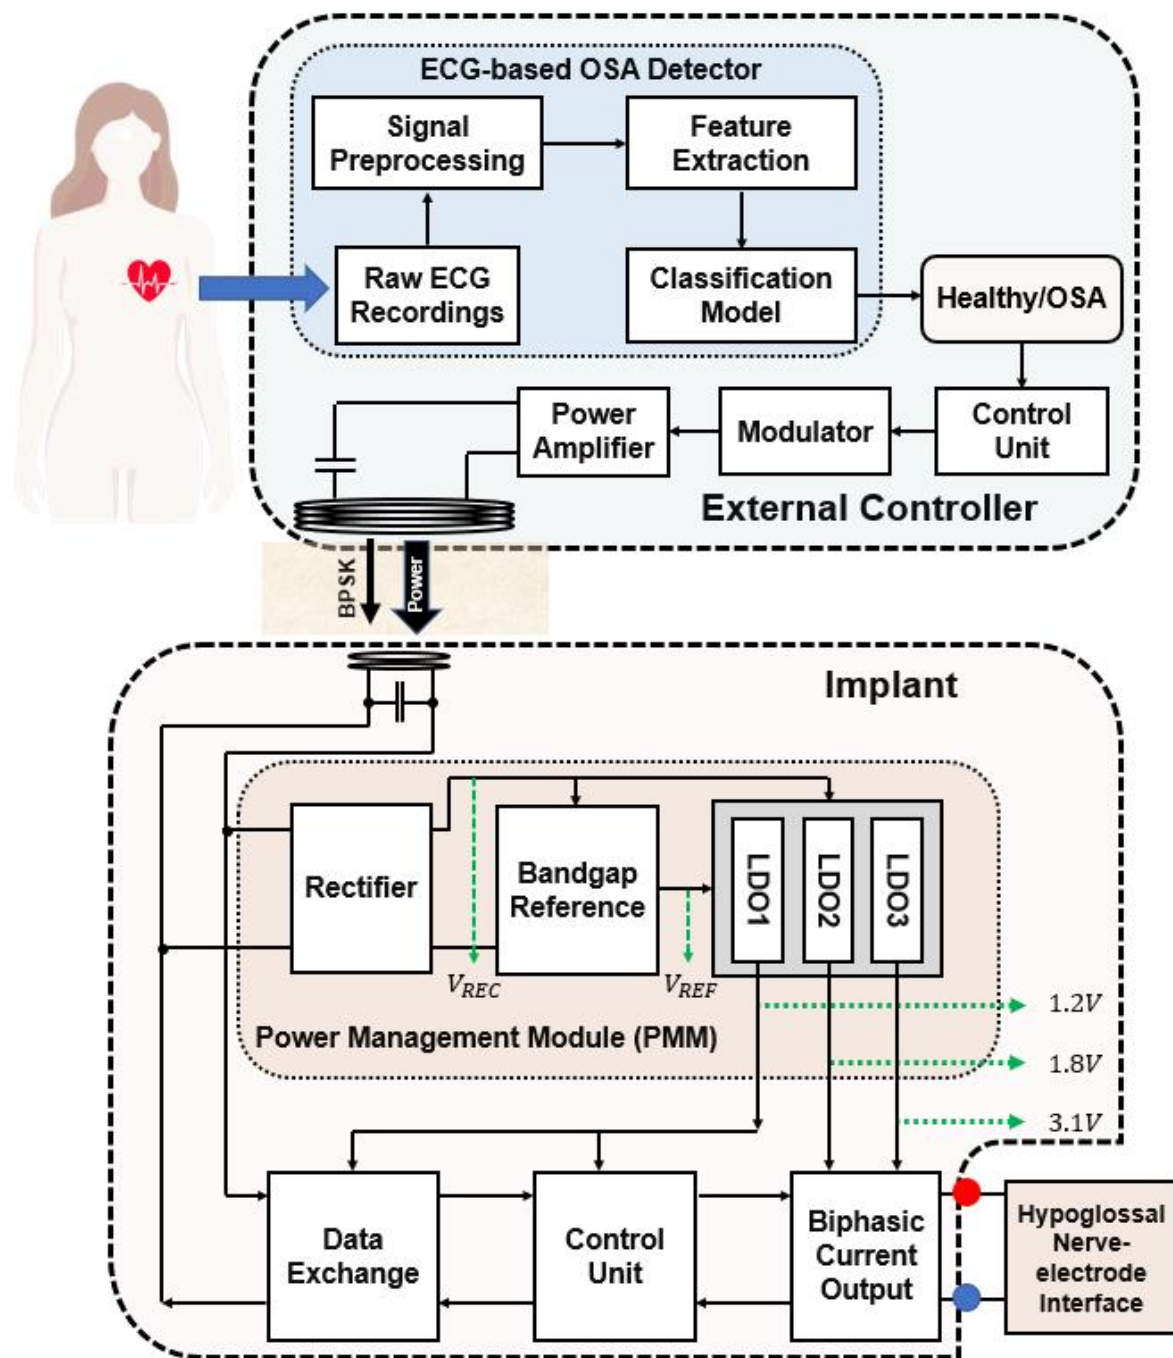 ECG-based OSA Detector
Signal
Preprocessing
Feature
Extraction
Raw ECG
Recordings
Classification
Model
Healthy/OSA
Power
Amplifier
Modulator
Control
Unit
External Controller
BPSK
Power
Implant
Rectifier
Bandgap
Reference
LDO1
LDO2
LDO3
V_REC
V_REF
1.2V
Power Management Module (PMM)
1.8V
3.1V
Data
Exchange
Control
Unit
Biphasic
Current
Output
Hypoglossal
Nerve-
electrode
Interface